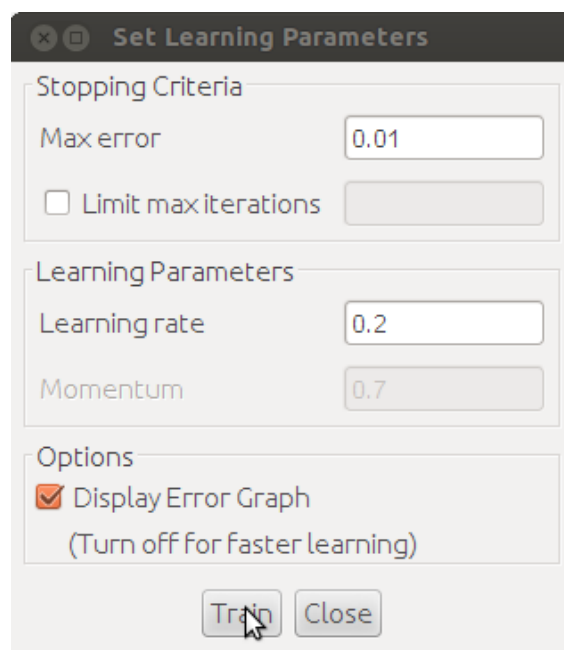 Set Learning Parameters
Stopping Criteria
Max error 0.01
Limit max iterations
Learning Parameters
Learning rate 0.2
Momentum 0.7
Options
Display Error Graph
(Turn off for faster learning)
Train Close